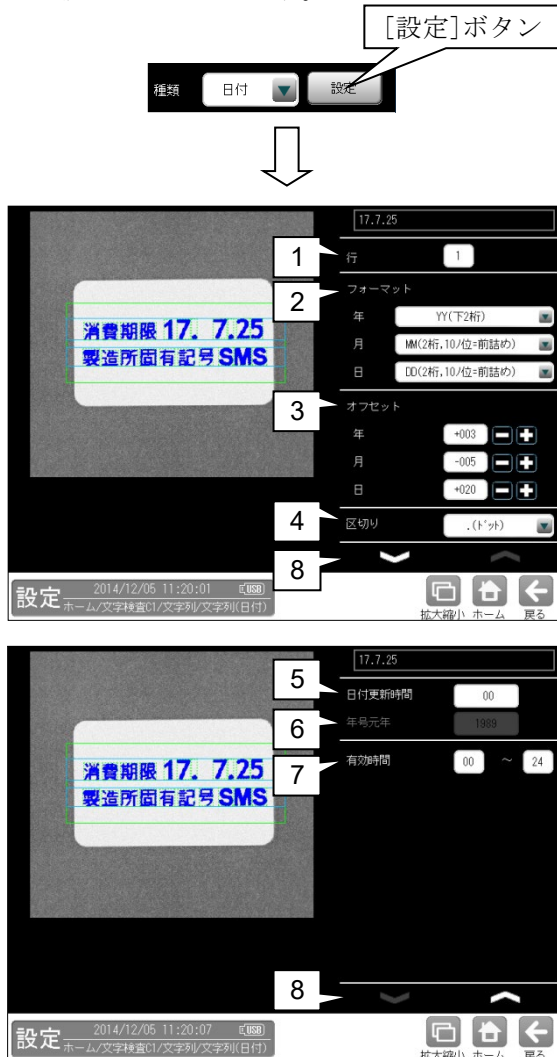 [設定]ボタン
種類 日付 設定
17.7.25
1 行 1
2 フォーマット
年 YY(下2桁)
月 MM(2桁,10ノ位=前詰め)
日 DD(2桁,10ノ位=前詰め)
3 オフセット
年 +003
月 -005
日 +020
4 区切り .(ドット)
8
消費期限 17. 7.25
製造所固有記号 SMS
設定 2014/12/05 11:20:01 USB
ホーム/文字検査C1/文字列/文字列(日付)
拡大縮小 ホーム 戻る
17.7.25
5 日付更新時間 00
6 年号元年 1989
7 有効時間 00 ～ 24
8
消費期限 17. 7.25
製造所固有記号 SMS
設定 2014/12/05 11:20:07 USB
ホーム/文字検査C1/文字列/文字列(日付)
拡大縮小 ホーム 戻る